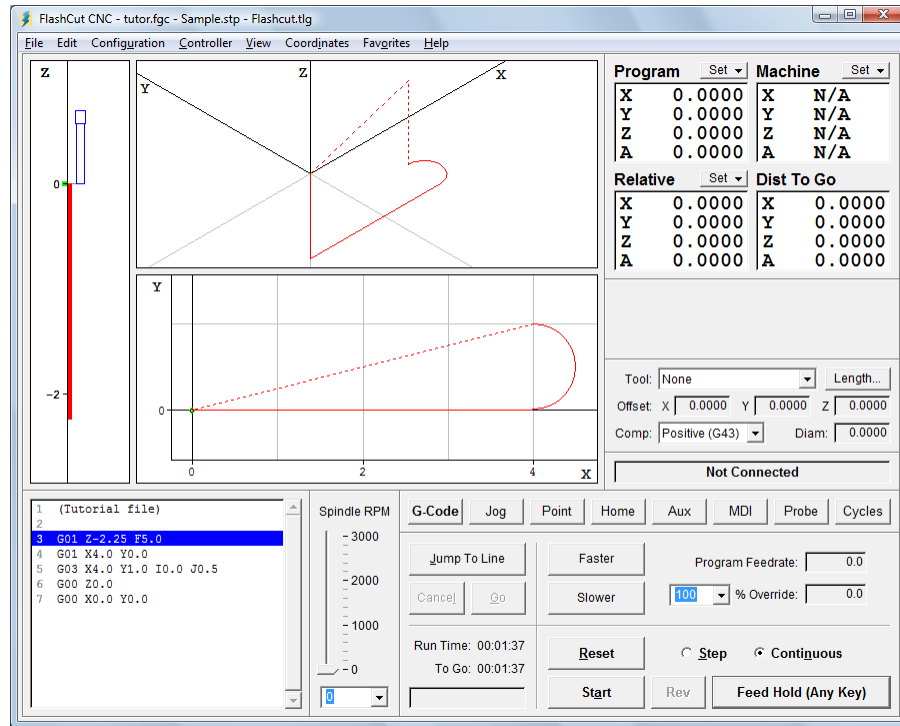 FlashCut CNC - tutor.fgc - Sample.stp - Flashcut.tlg
File Edit Configuration Controller View Coordinates Favorites Help
Z
0
-2
Y
Z
X
Y
0
0 2 4 X
Program Set
X 0.0000
Y 0.0000
Z 0.0000
A 0.0000
Machine Set
X N/A
Y N/A
Z N/A
A N/A
Relative Set
X 0.0000
Y 0.0000
Z 0.0000
A 0.0000
Dist To Go
X 0.0000
Y 0.0000
Z 0.0000
A 0.0000
Tool: None Length...
Offset: X 0.0000 Y 0.0000 Z 0.0000
Comp: Positive (G43) Diam: 0.0000
Not Connected
1 (Tutorial file)
2
3 G01 Z-2.25 F5.0
4 G01 X4.0 Y0.0
5 G03 X4.0 Y1.0 I0.0 J0.5
6 G00 Z0.0
7 G00 X0.0 Y0.0
Spindle RPM
3000
2000
1000
0
0
G-Code Jog Point Home Aux MDI Probe Cycles
Jump To Line
Cancel Go
Faster
Slower
Program Feedrate: 0.0
100 % Override: 0.0
Run Time: 00:01:37
To Go: 00:01:37
Reset
Step Continuous
Start Rev Feed Hold (Any Key)